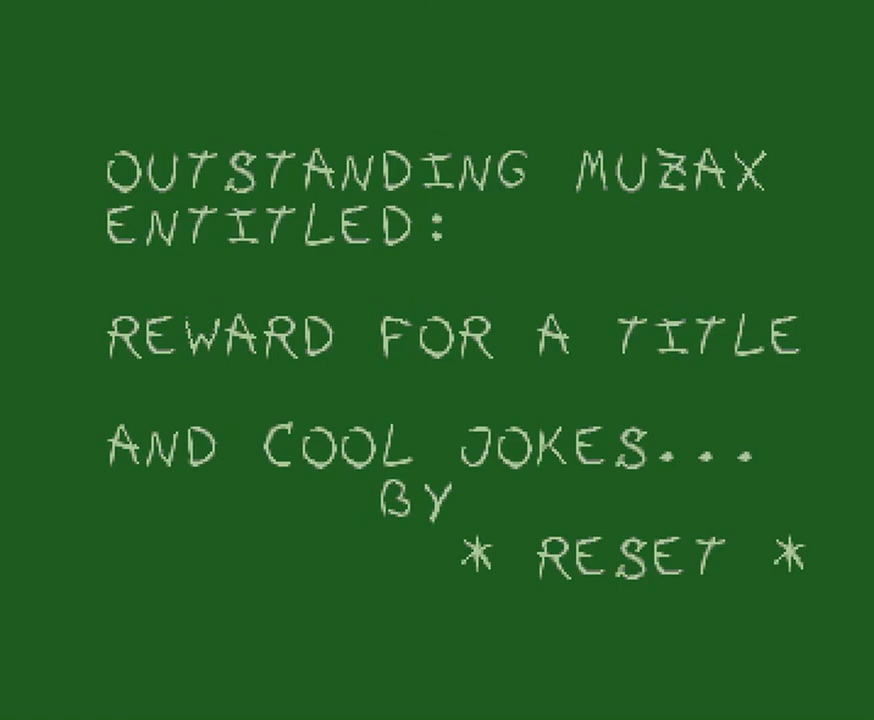 OUTSTANDING MUZAX
ENTITLED:
REWARD FOR A TITLE
AND COOL JOKES...
BY
* RESET *